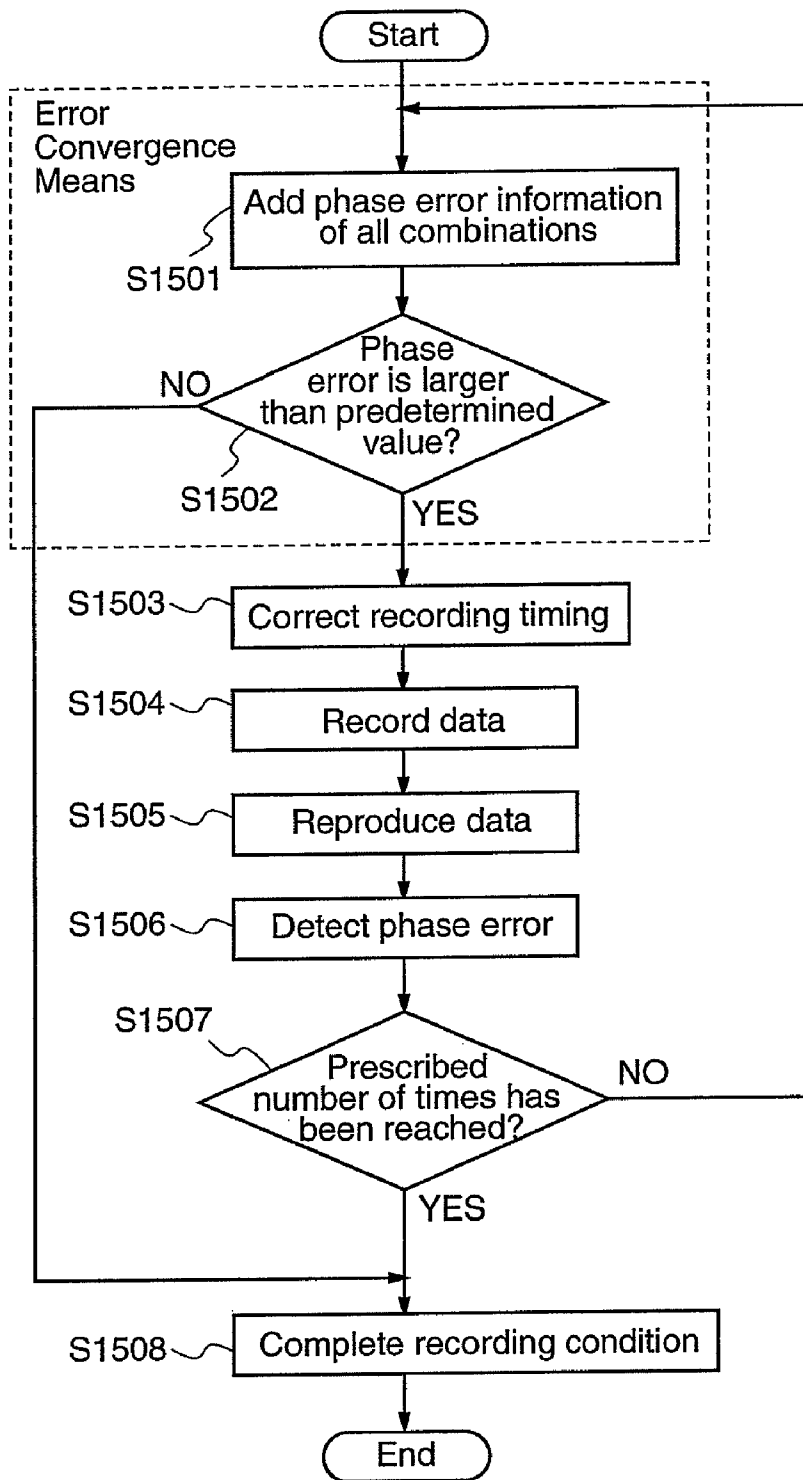 Start
Error
Convergence
Means
Add phase error information
of all combinations
S1501
Phase
error is larger
than predetermined
value?
NO
S1502
YES
S1503
Correct recording timing
S1504
Record data
S1505
Reproduce data
S1506
Detect phase error
S1507
Prescribed
number of times has
been reached?
NO
YES
S1508
Complete recording condition
End